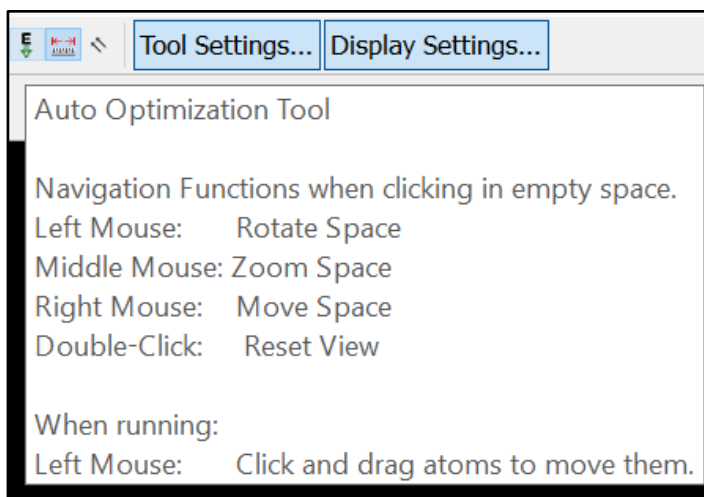 E
Tool Settings... Display Settings...
Auto Optimization Tool
Navigation Functions when clicking in empty space.
Left Mouse: Rotate Space
Middle Mouse: Zoom Space
Right Mouse: Move Space
Double-Click: Reset View
When running:
Left Mouse: Click and drag atoms to move them.